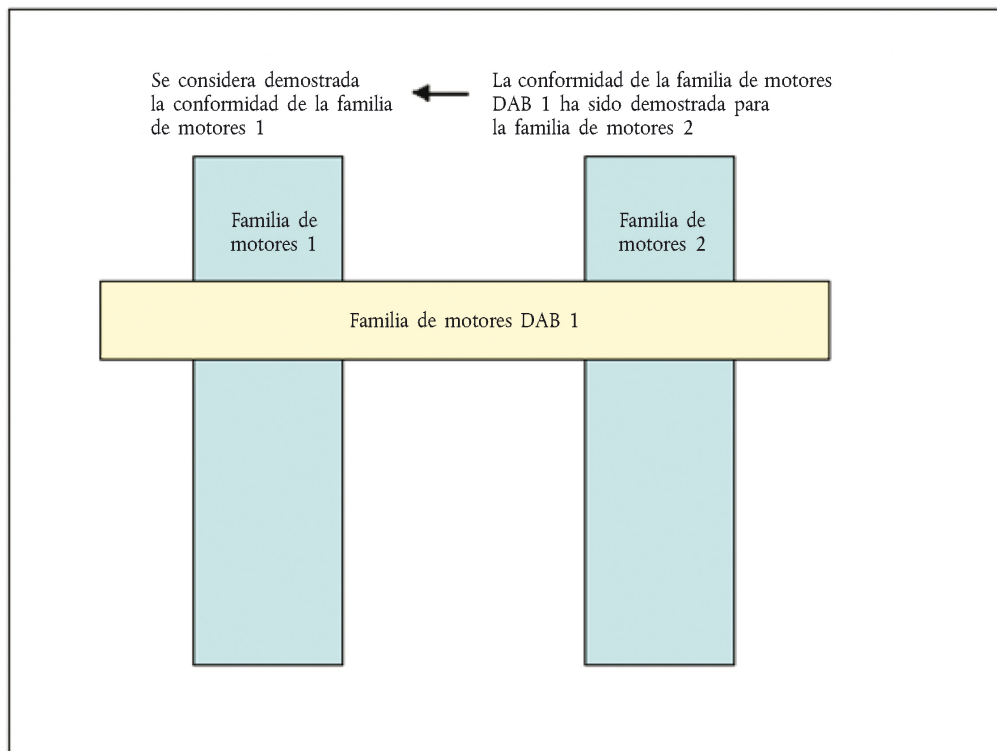 Se considera demostrada
la conformidad de la familia
de motores 1
La conformidad de la familia de motores
DAB 1 ha sido demostrada para
la familia de motores 2
Familia de
motores 1
Familia de
motores 2
Familia de motores DAB 1